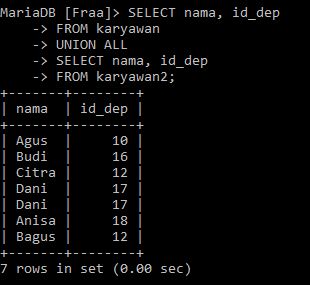 MariaDB [Fraa]> SELECT nama, id_dep
    -> FROM karyawan
    -> UNION ALL
    -> SELECT nama, id_dep
    -> FROM karyawan2;
+-------+--------+
| nama  | id_dep |
+-------+--------+
| Agus  |     10 |
| Budi  |     16 |
| Citra |     12 |
| Dani  |     17 |
| Dani  |     17 |
| Anisa |     18 |
| Bagus |     12 |
+-------+--------+
7 rows in set (0.00 sec)